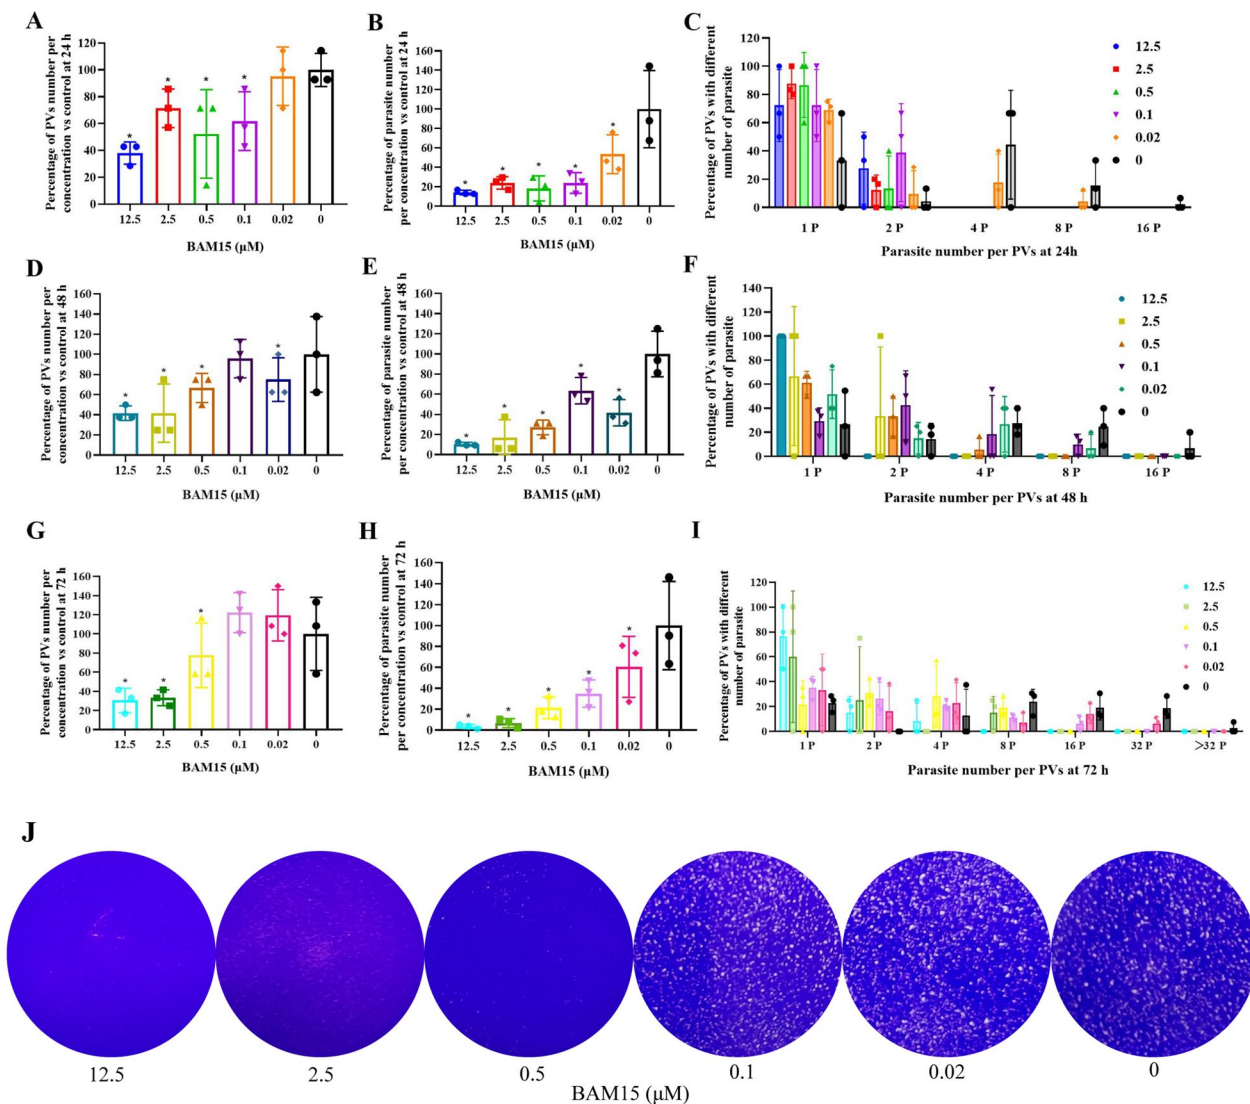 A
Percentage of PVs number per
concentration vs control at 24 h
120
100
80
60
40
20
0
12.5 2.5 0.5 0.1 0.02 0
BAM15 (μM)
B
Percentage of parasite number
per concentration vs control at 24 h
160
140
120
100
80
60
40
20
0
12.5 2.5 0.5 0.1 0.02 0
BAM15 (μM)
C
Percentage of PVs with different
number of parasite
120
100
80
60
40
20
0
1 P 2 P 4 P 8 P 16 P
Parasite number per PVs at 24h
12.5
2.5
0.5
0.1
0.02
0
D
Percentage of PVs number per
concentration vs control at 48 h
160
140
120
100
80
60
40
20
0
12.5 2.5 0.5 0.1 0.02 0
BAM15 (μM)
E
Percentage of parasite number
per concentration vs control at 48 h
160
140
120
100
80
60
40
20
0
12.5 2.5 0.5 0.1 0.02 0
BAM15 (μM)
F
Percentage of PVs with different
number of parasite
140
120
100
80
60
40
20
0
1 P 2 P 4 P 8 P 16 P
Parasite number per PVs at 48 h
12.5
2.5
0.5
0.1
0.02
0
G
Percentage of PVs number per
concentration vs control at 72 h
160
140
120
100
80
60
40
20
0
12.5 2.5 0.5 0.1 0.02 0
BAM15 (μM)
H
Percentage of parasite number
per concentration vs control at 72 h
160
140
120
100
80
60
40
20
0
12.5 2.5 0.5 0.1 0.02 0
BAM15 (μM)
I
Percentage of PVs with different
number of parasite
120
100
80
60
40
20
0
1 P 2 P 4 P 8 P 16 P 32 P >32 P
Parasite number per PVs at 72 h
12.5
2.5
0.5
0.1
0.02
0
J
12.5 2.5 0.5 0.1 0.02 0
BAM15 (μM)